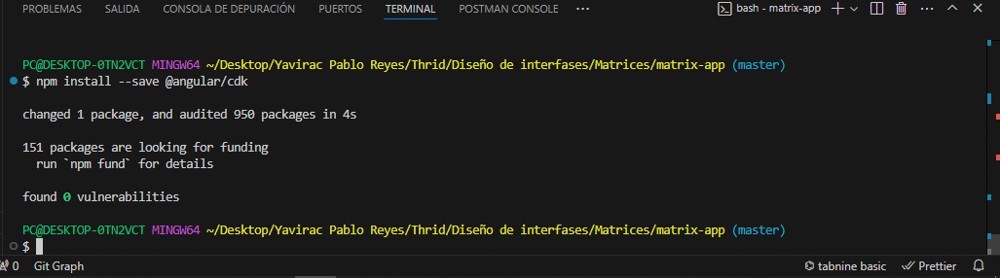 PROBLEMAS SALIDA CONSOLA DE DEPURACIÓN PUERTOS TERMINAL POSTMAN CONSOLE ··· bash - matrix-app
PC@DESKTOP-0TN2VCT MINGW64 ~/Desktop/Yavirac Pablo Reyes/Thrid/Diseño de interfases/Matrices/matrix-app (master)
$ npm install --save @angular/cdk
changed 1 package, and audited 950 packages in 4s
151 packages are looking for funding
run `npm fund` for details
found 0 vulnerabilities
PC@DESKTOP-0TN2VCT MINGW64 ~/Desktop/Yavirac Pablo Reyes/Thrid/Diseño de interfases/Matrices/matrix-app (master)
$
0 Git Graph tabnine basic Prettier